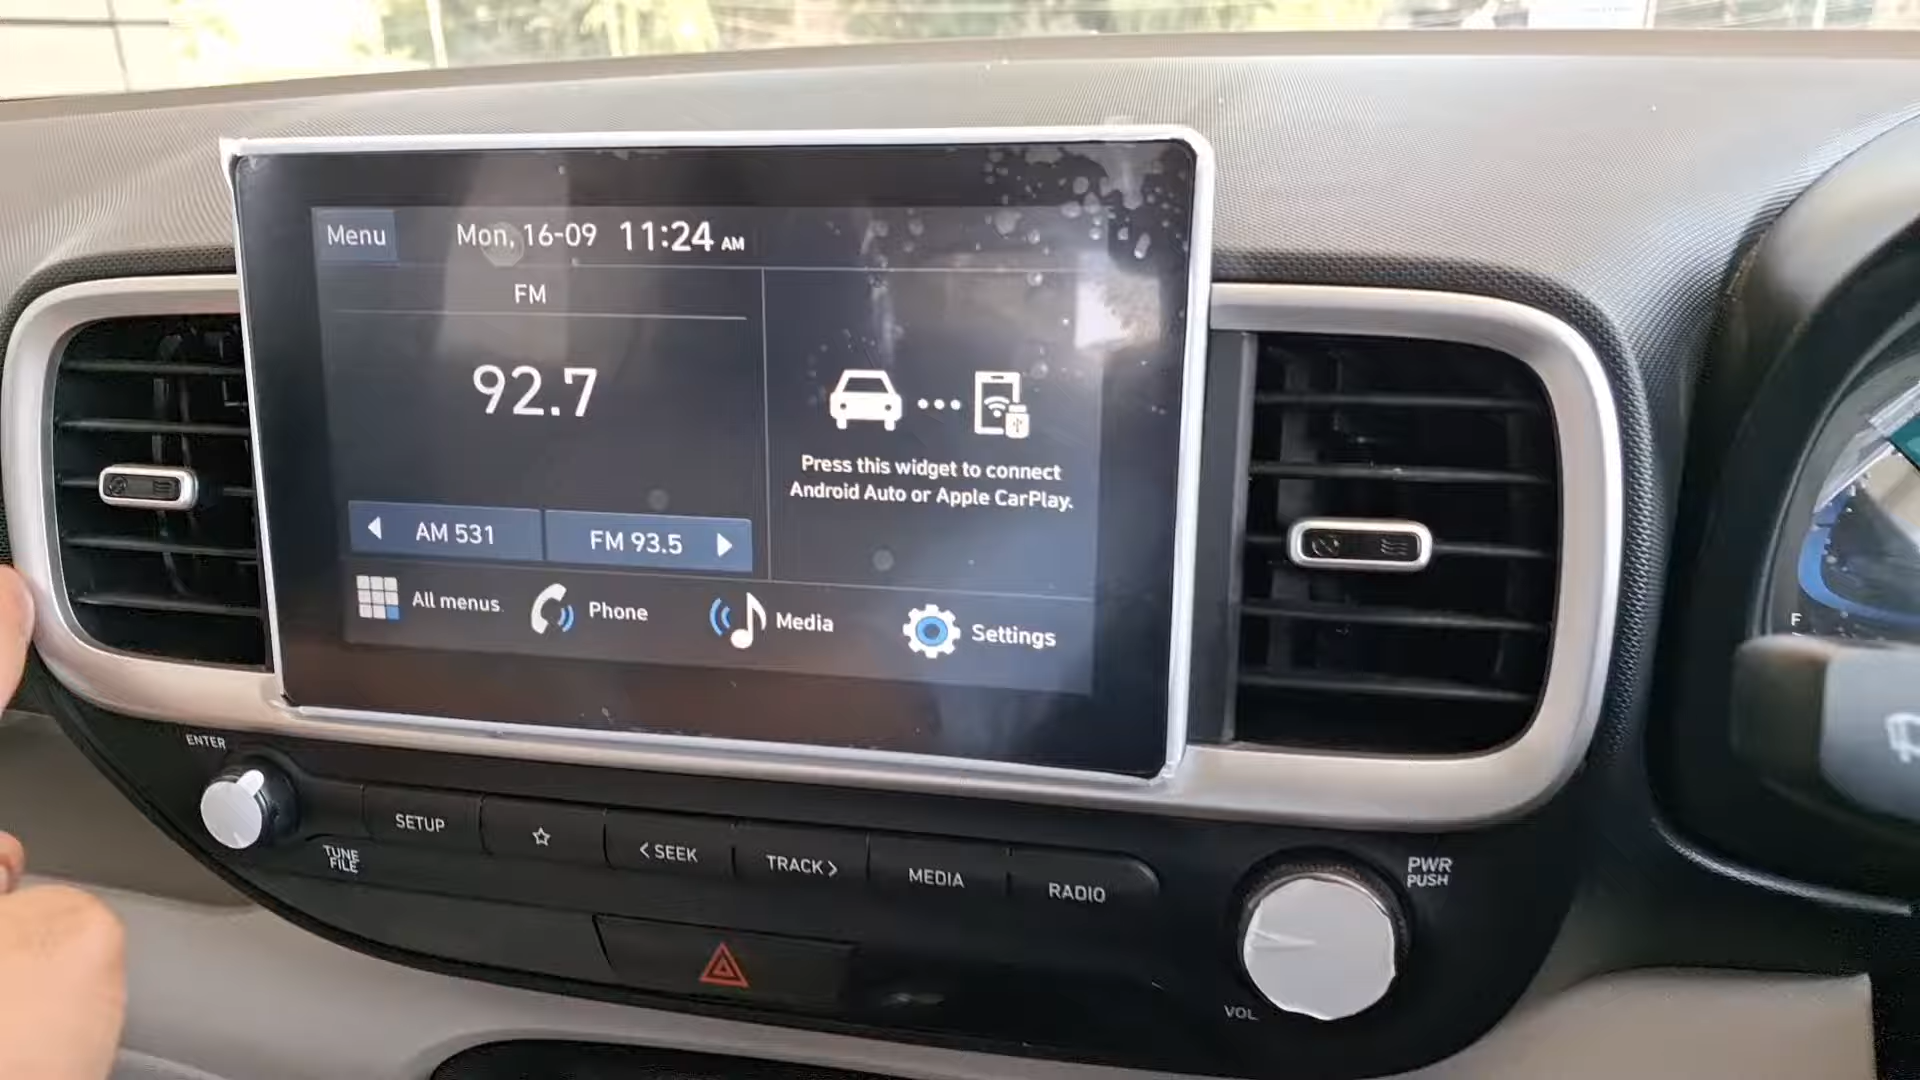 Menu
Mon, 16-09 11:24 AM
FM
92.7
Press this widget to connect
Android Auto or Apple CarPlay.
AM 531
FM 93.5
All menus
Phone
Media
Settings
F
ENTER
TUNE
FILE
SETUP
SEEK
TRACK
MEDIA
RADIO
PWR
PUSH
VOL